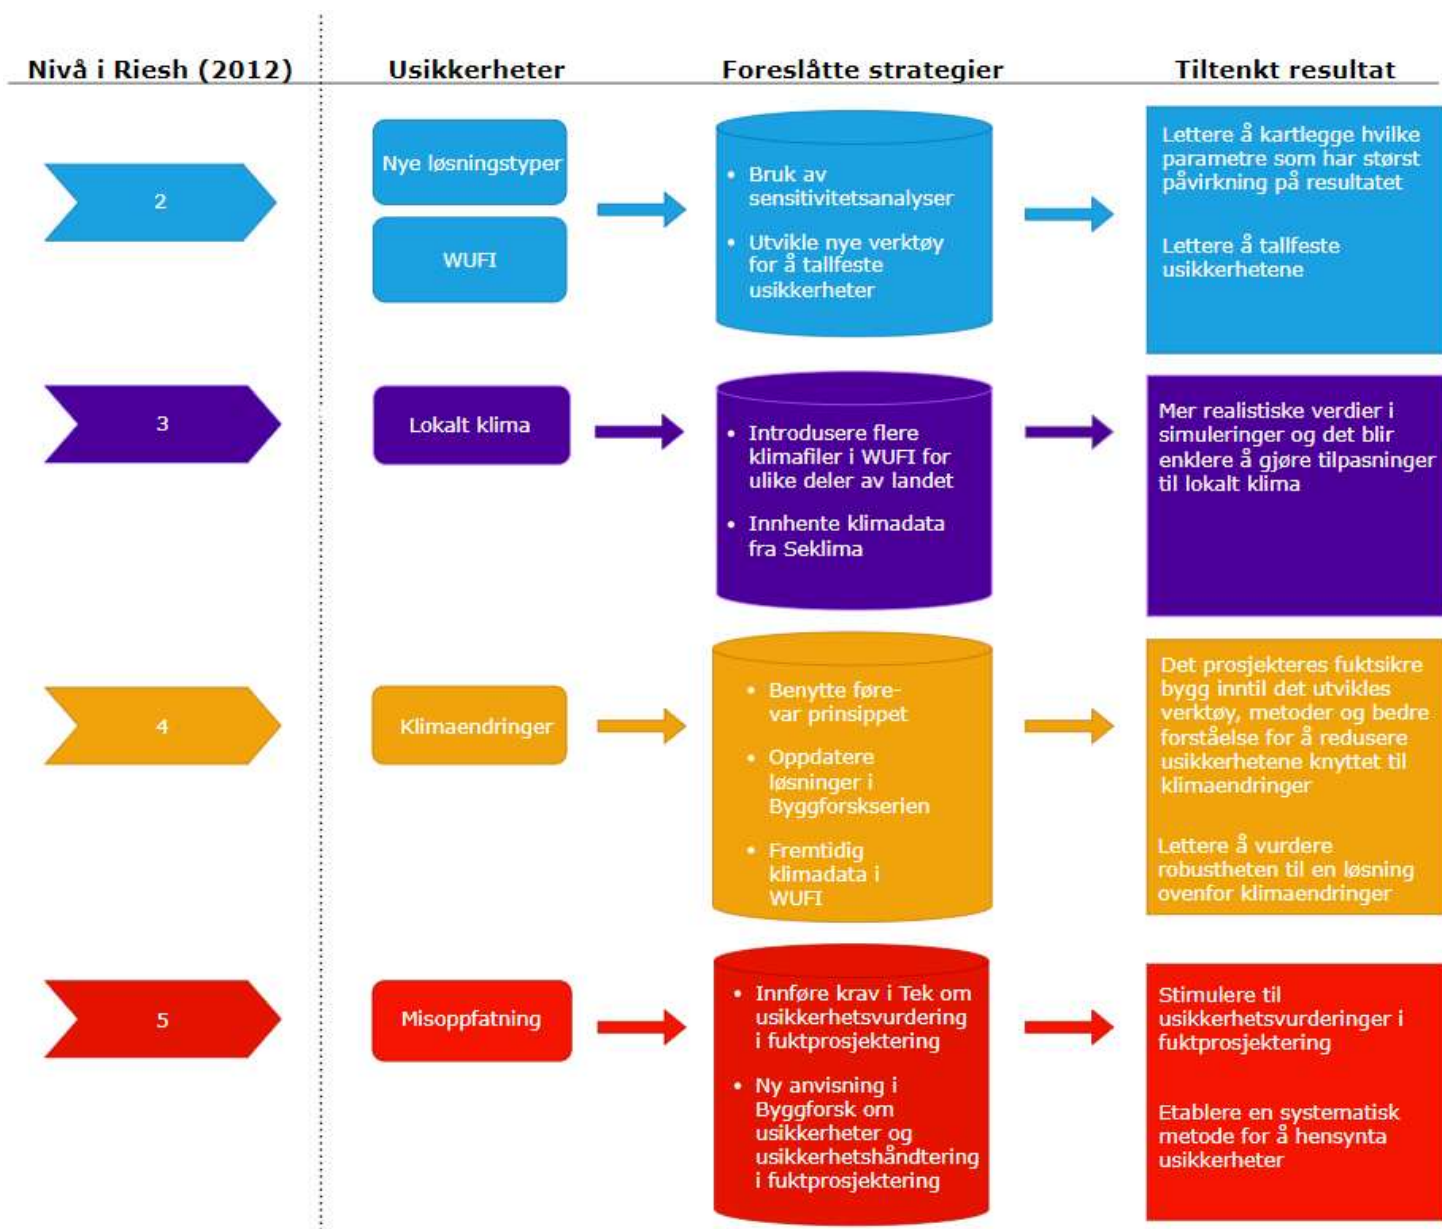 Nivå i Riesh (2012)
Usikkerheter
Foreslåtte strategier
Tiltenkt resultat
2
Nye løsningstyper
WUFI
• Bruk av
sensitivitetsanalyser
• Utvikle nye verktøy
for å tallfeste
usikkerheter
Lettere å kartlegge hvilke
parametre som har størst
påvirkning på resultatet
Lettere å tallfeste
usikkerhetene
3
Lokalt klima
• Introdusere flere
klimafiler i WUFI for
ulike deler av landet
• Innhente klimadata
fra Seklima
Mer realistiske verdier i
simuleringer og det blir
enklere å gjøre tilpasninger
til lokalt klima
4
Klimaendringer
• Benytte føre-
var prinsippet
• Oppdatere
løsninger i
Byggforskserien
• Fremtidig
klimadata i
WUFI
Det prosjekteres fuktsikre
bygg inntil det utvikles
verktøy, metoder og bedre
forståelse for å redusere
usikkerhetene knyttet til
klimaendringer
Lettere å vurdere
robustheten til en løsning
ovenfor klimaendringer
5
Misoppfatning
• Innføre krav i Tek om
usikkerhetsvurdering
i fuktprosjektering
• Ny anvisning i
Byggforsk om
usikkerheter og
usikkerhetshåndtering
i fuktprosjektering
Stimulere til
usikkerhetsvurderinger i
fuktprosjektering
Etablere en systematisk
metode for å hensynta
usikkerheter